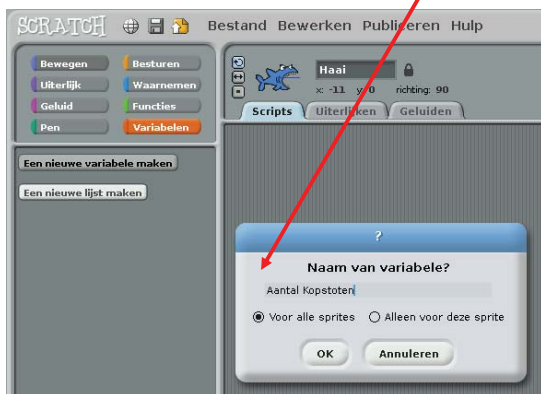 SCRATCH Bestand Bewerken Publiceren Hulp
Bewegen Besturen
Uiterlijk Waarnemen
Geluid Functies
Pen Variabelen
Een nieuwe variabele maken
Een nieuwe lijst maken
Haai
x: -11 y: 0 richting: 90
Scripts Uiterlijken Geluiden
?
Naam van variabele?
Aantal Kopstoten
Voor alle sprites Alleen voor deze sprite
OK Annuleren